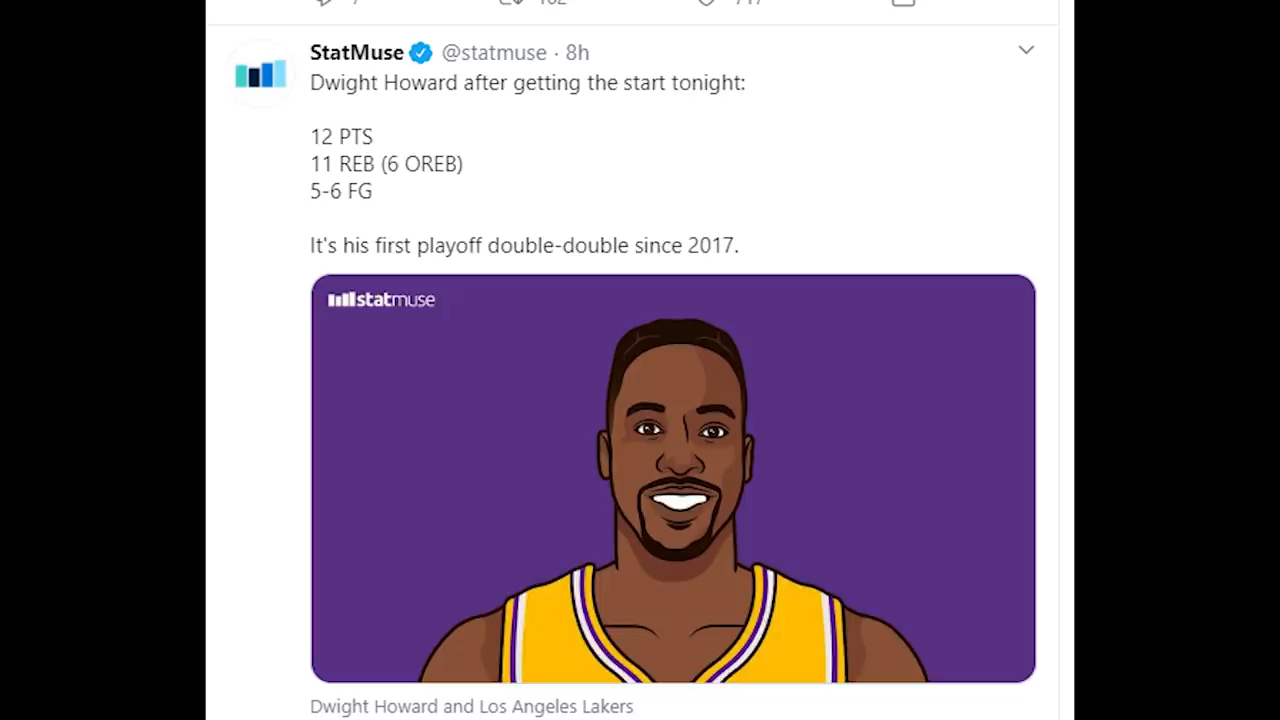 StatMuse @statmuse · 8h
Dwight Howard after getting the start tonight:
12 PTS
11 REB (6 OREB)
5-6 FG
It's his first playoff double-double since 2017.
statmuse
Dwight Howard and Los Angeles Lakers